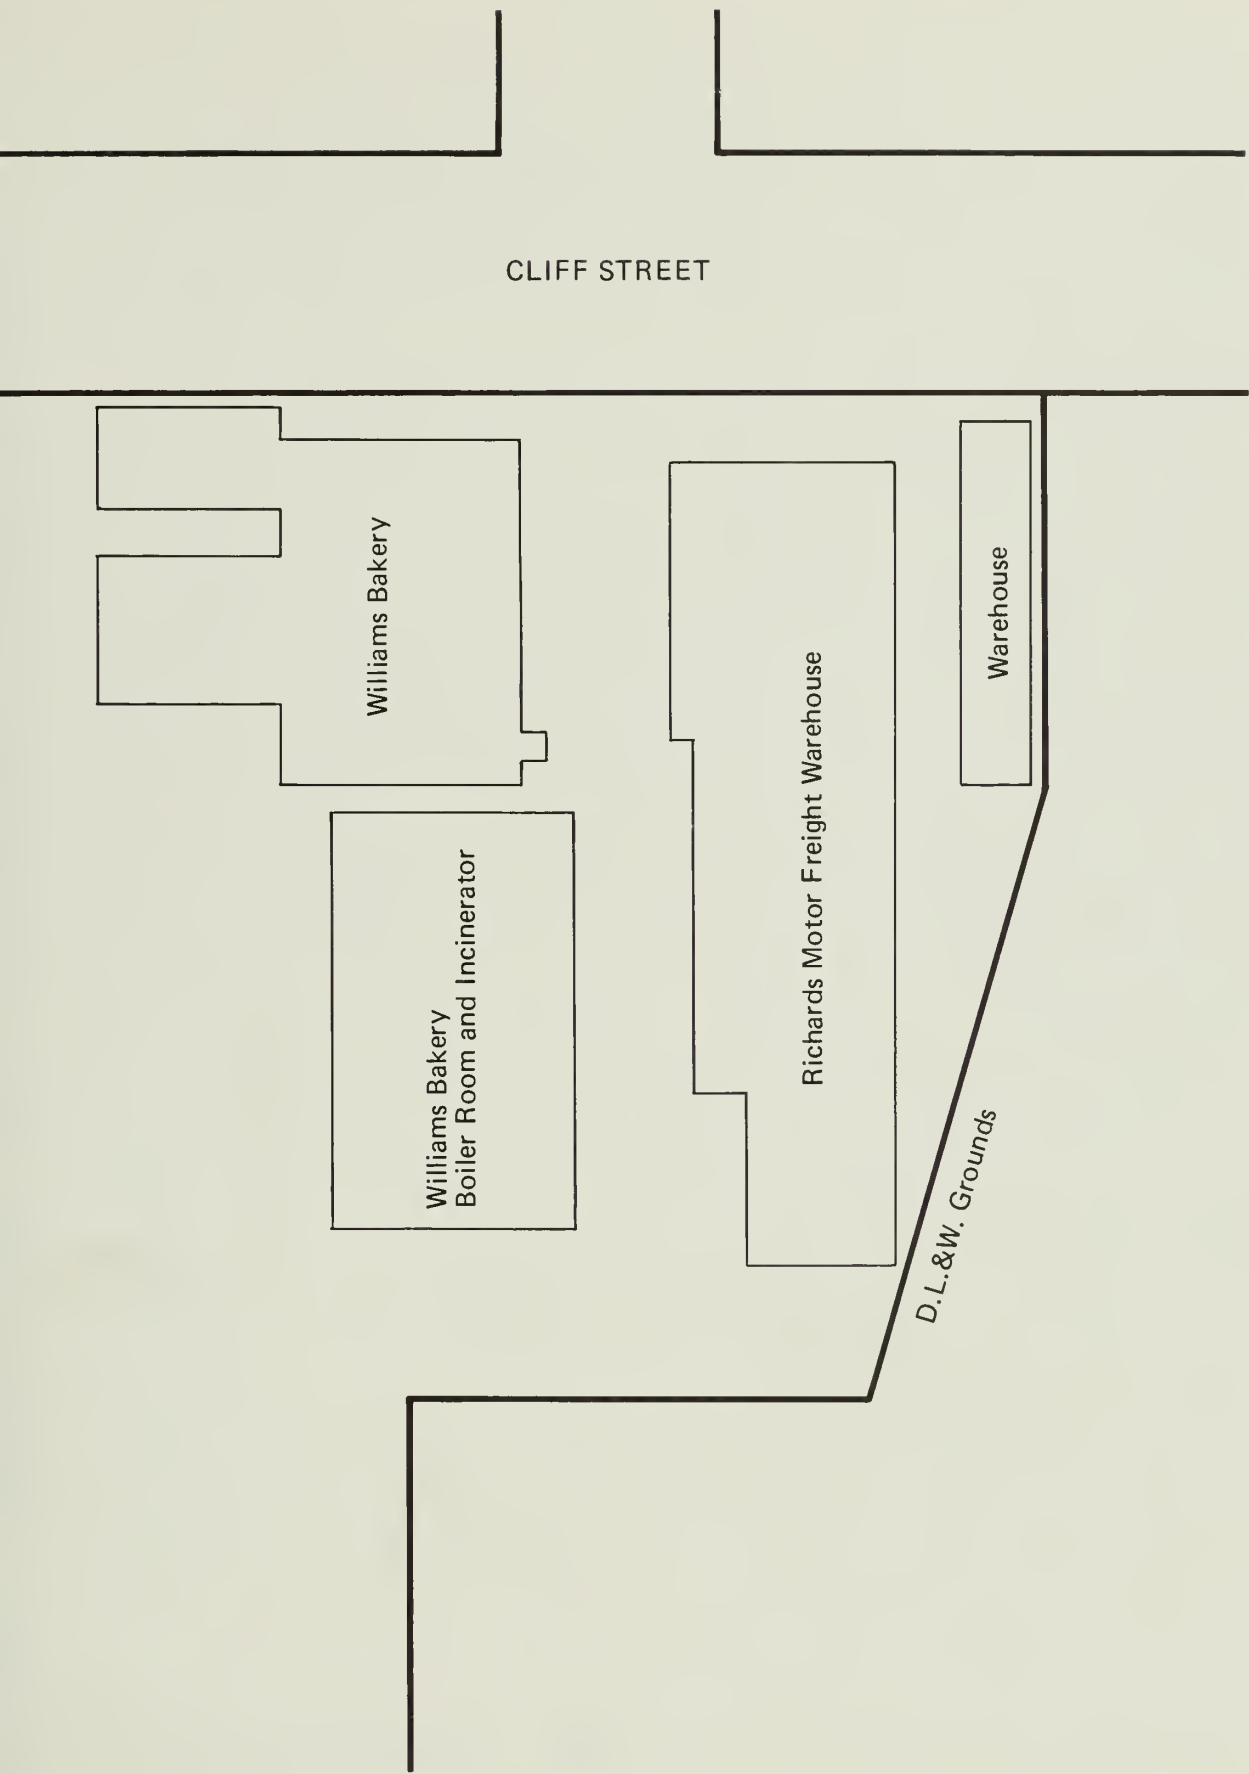 CLIFF STREET
Williams Bakery
Williams Bakery
Boiler Room and Incinerator
Richards Motor Freight Warehouse
Warehouse
D.L.&W. Grounds